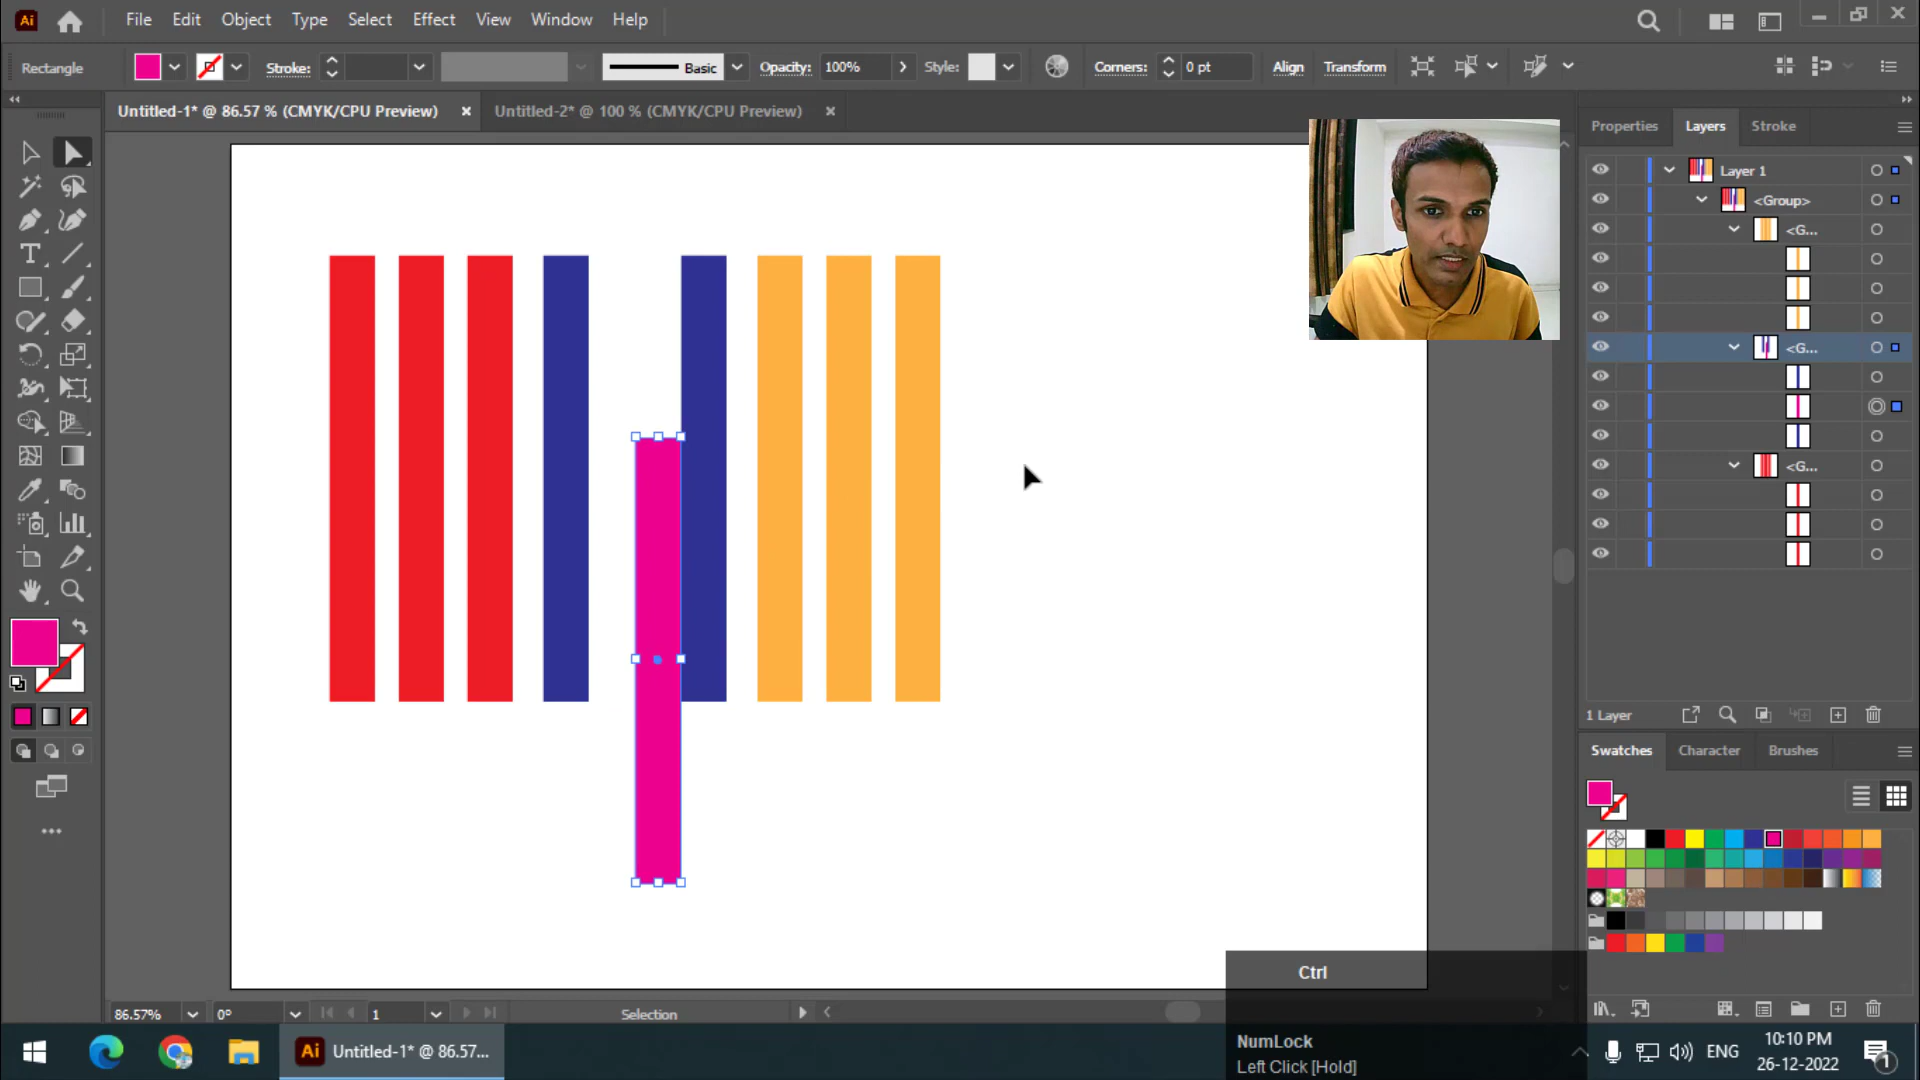 Ai File Edit Object Type Select Effect View Window Help
Rectangle Stroke: Basic Opacity: 100% Style: Corners: 0 pt Align Transform
Untitled-1* @ 86.57 % (CMYK/CPU Preview) Untitled-2* @ 100 % (CMYK/CPU Preview)
Properties Layers Stroke
Layer 1
<Group>
<G...
<G...
<G...
1 Layer
Swatches Character Brushes
Ctrl
86.57% 0° 1 Selection
NumLock
Left Click [Hold]
Ai Untitled-1* @ 86.57...
ENG
10:10 PM
26-12-2022
1